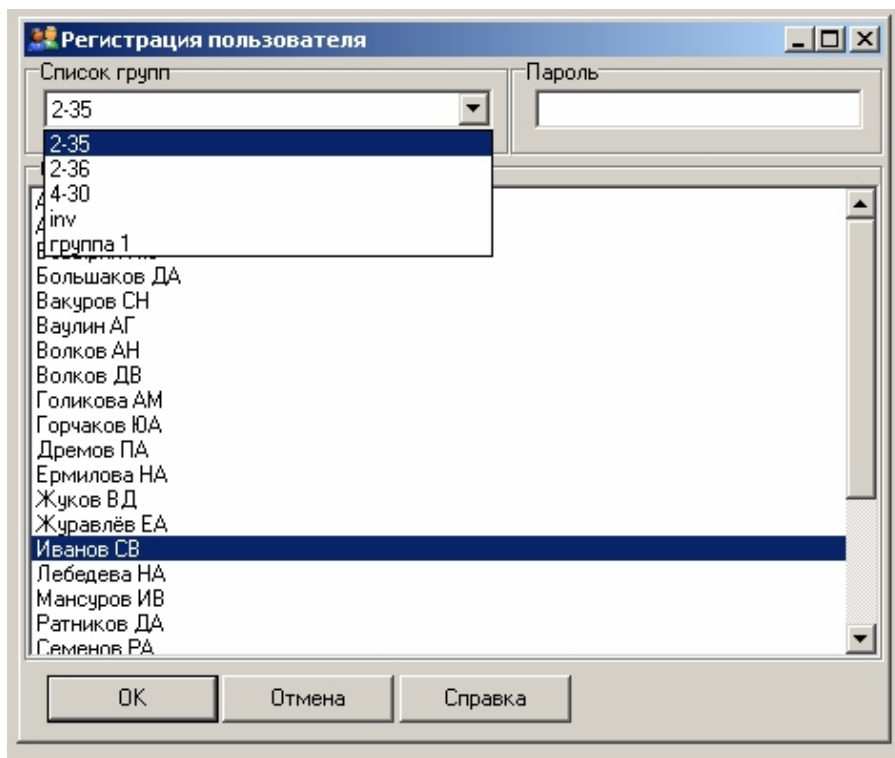 Регистрация пользователя
Список групп
Пароль
2-35
2-35
2-36
4-30
inv
группа 1
Большаков ДА
Вакуров СН
Ваулин АГ
Волков АН
Волков ДВ
Голикова АМ
Горчаков ЮА
Дремов ПА
Ермилова НА
Жуков ВД
Журавлёв ЕА
Иванов СВ
Лебедева НА
Мансуров ИВ
Ратников ДА
Семенов РА
OK
Отмена
Справка